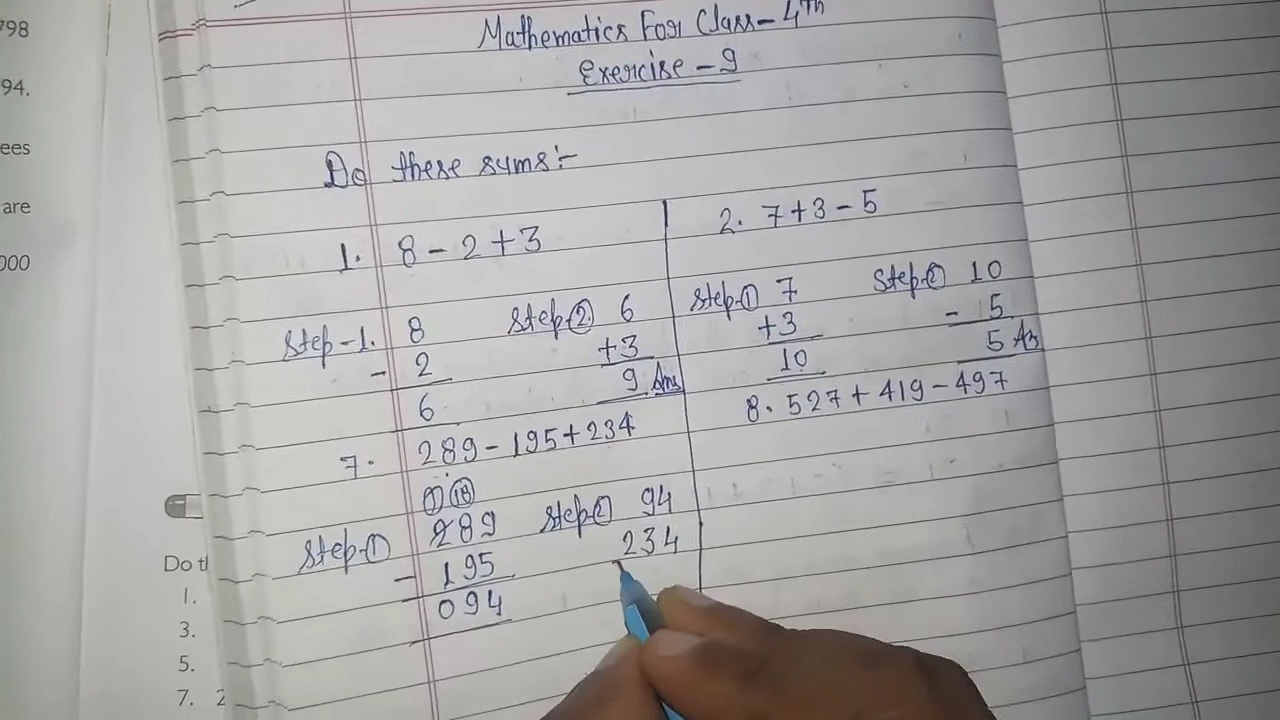 798
94.
ees
are
000
Mathematics For Class-4th
Exercise-9
Do these sums:-
1. 8-2+3
Step-1. 8
- 2
6
Step② 6
+3
9 Ans
2. 7+3-5
Step① 7
+3
10
Step② 10
- 5
5 As
7. 289-195+234
① ⑱
Step① 289
- 195
094
Step② 94
234
8. 527+419-497
Do th
1.
3.
5.
7. 2